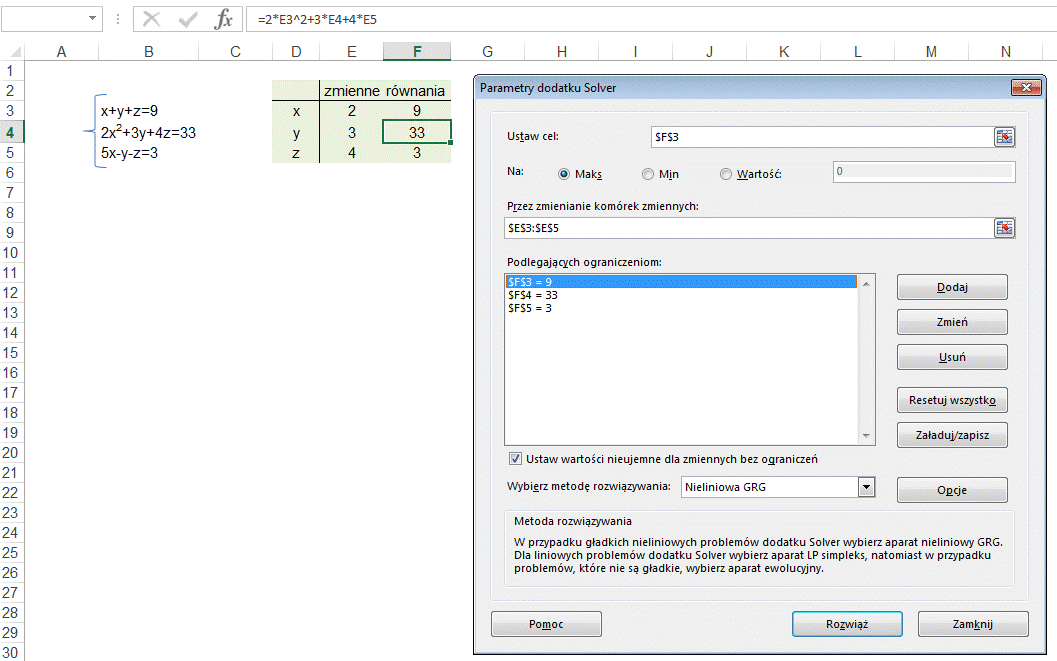 fx =2*E3^2+3*E4+4*E5
A B C D E F G H I J K L M N
1
2 zmienne równania
3 x+y+z=9 x 2 9
4 2x²+3y+4z=33 y 3 33
5 5x-y-z=3 z 4 3
6
7
8
9
10
11
12
13
14
15
16
17
18
19
20
21
22
23
24
25
26
27
28
29
30
Parametry dodatku Solver
Ustaw cel: $F$3
Na: Maks Min Wartość: 0
Przez zmienianie komórek zmiennych:
$E$3:$E$5
Podlegających ograniczeniom:
$F$3 = 9
$F$4 = 33
$F$5 = 3
Dodaj
Zmień
Usuń
Resetuj wszystko
Załaduj/zapisz
Ustaw wartości nieujemne dla zmiennych bez ograniczeń
Wybierz metodę rozwiązywania: Nieliniowa GRG
Opcje
Metoda rozwiązywania
W przypadku gładkich nieliniowych problemów dodatku Solver wybierz aparat nieliniowy GRG.
Dla liniowych problemów dodatku Solver wybierz aparat LP simpleks, natomiast w przypadku
problemów, które nie są gładkie, wybierz aparat ewolucyjny.
Pomoc Rozwiąż Zamknij